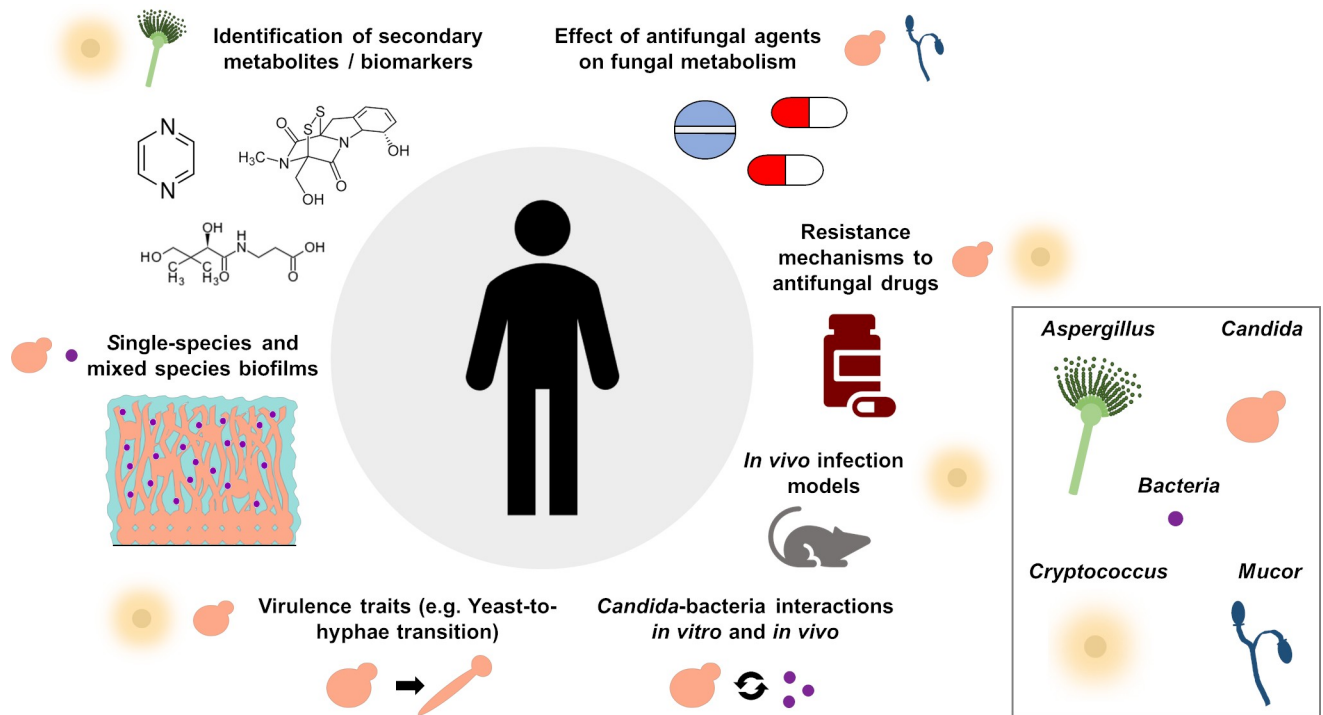 Identification of secondary
metabolites / biomarkers
Effect of antifungal agents
on fungal metabolism
N
N
O
S
S
H₃C
N
N
O
OH
OH
HO
OH
H
N
OH
CH₃
H₃C
O
O
Resistance
mechanisms to
antifungal drugs
Single-species and
mixed species biofilms
In vivo infection
models
Virulence traits (e.g. Yeast-to-
hyphae transition)
Candida-bacteria interactions
in vitro and in vivo
Aspergillus
Candida
Bacteria
Cryptococcus
Mucor